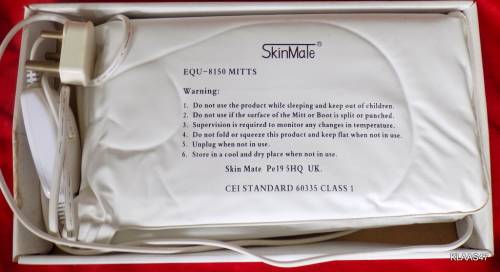 SkinMate®
EQU-8150 MITTS
Warning:
1. Do not use the product while sleeping and keep out of children.
2. Do not use if the surface of the Mitt or Boot is split or punched.
3. Supervision is required to monitor any changes in temperature.
4. Do not fold or squeeze this product and keep flat when not in use.
5. Unplug when not in use.
6. Store in a cool and dry place when not in use.
Skin Mate Pe19 5HQ UK.
CEI STANDARD 60335 CLASS 1
KLAAS47